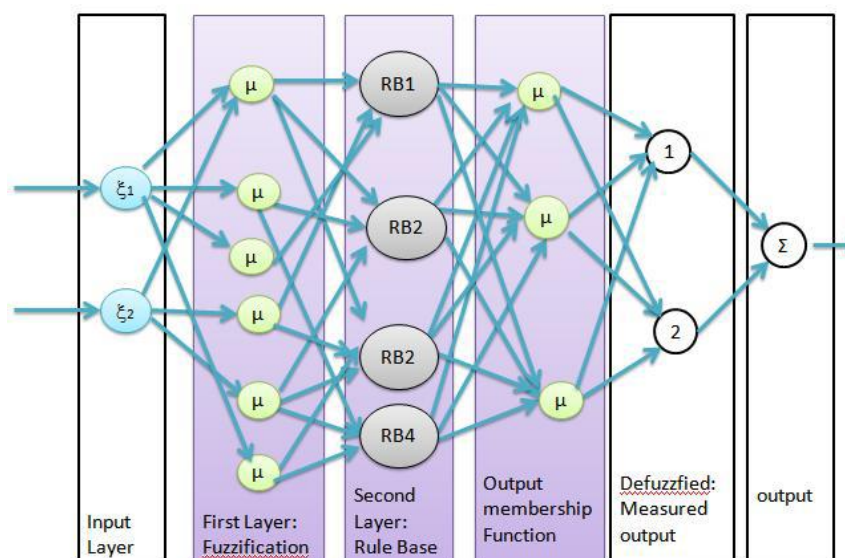 ξ1
ξ2
μ
μ
μ
μ
μ
μ
RB1
RB2
RB2
RB4
μ
μ
μ
1
2
Σ
Input
Layer
First Layer:
Fuzzification
Second
Layer:
Rule Base
Output
membership
Function
Defuzzfied:
Measured
output
output